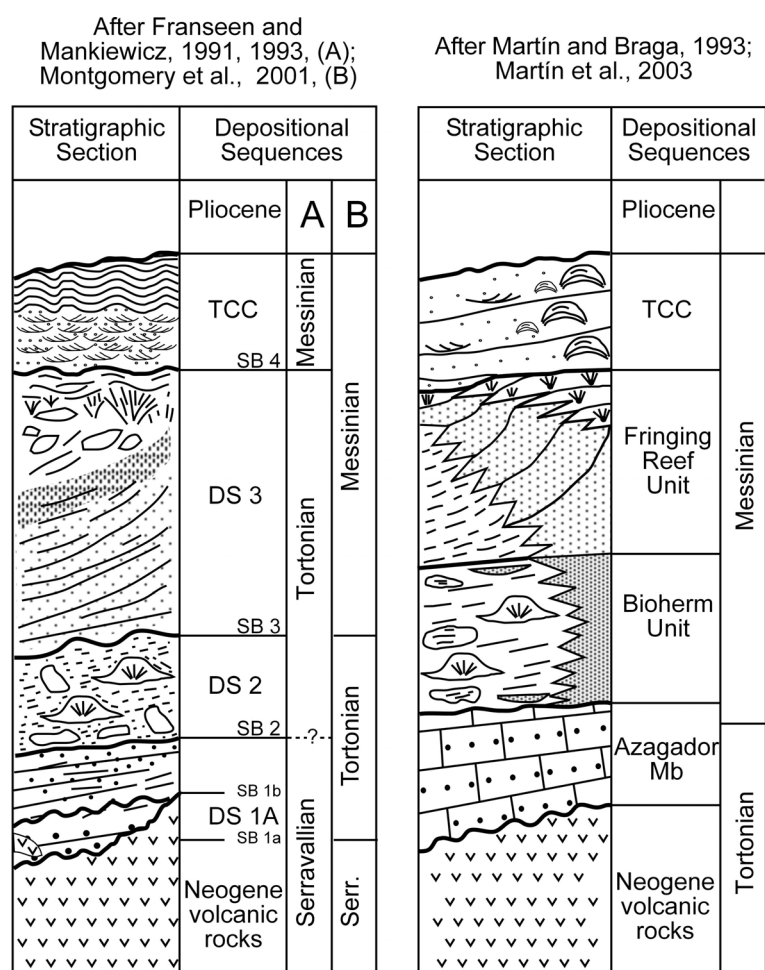 After Franseen and
Mankiewicz, 1991, 1993, (A);
Montgomery et al., 2001, (B)
Stratigraphic
Section
Depositional
Sequences
Pliocene
A
B
TCC
SB 4
Messinian
DS 3
SB 3
Tortonian
Messinian
DS 2
SB 2
?
SB 1b
DS 1A
SB 1a
Tortonian
Neogene
volcanic
rocks
Serravallian
Serr.
After Martín and Braga, 1993;
Martín et al., 2003
Stratigraphic
Section
Depositional
Sequences
Pliocene
TCC
Fringing
Reef
Unit
Messinian
Bioherm
Unit
Azagador
Mb
Neogene
volcanic
rocks
Tortonian